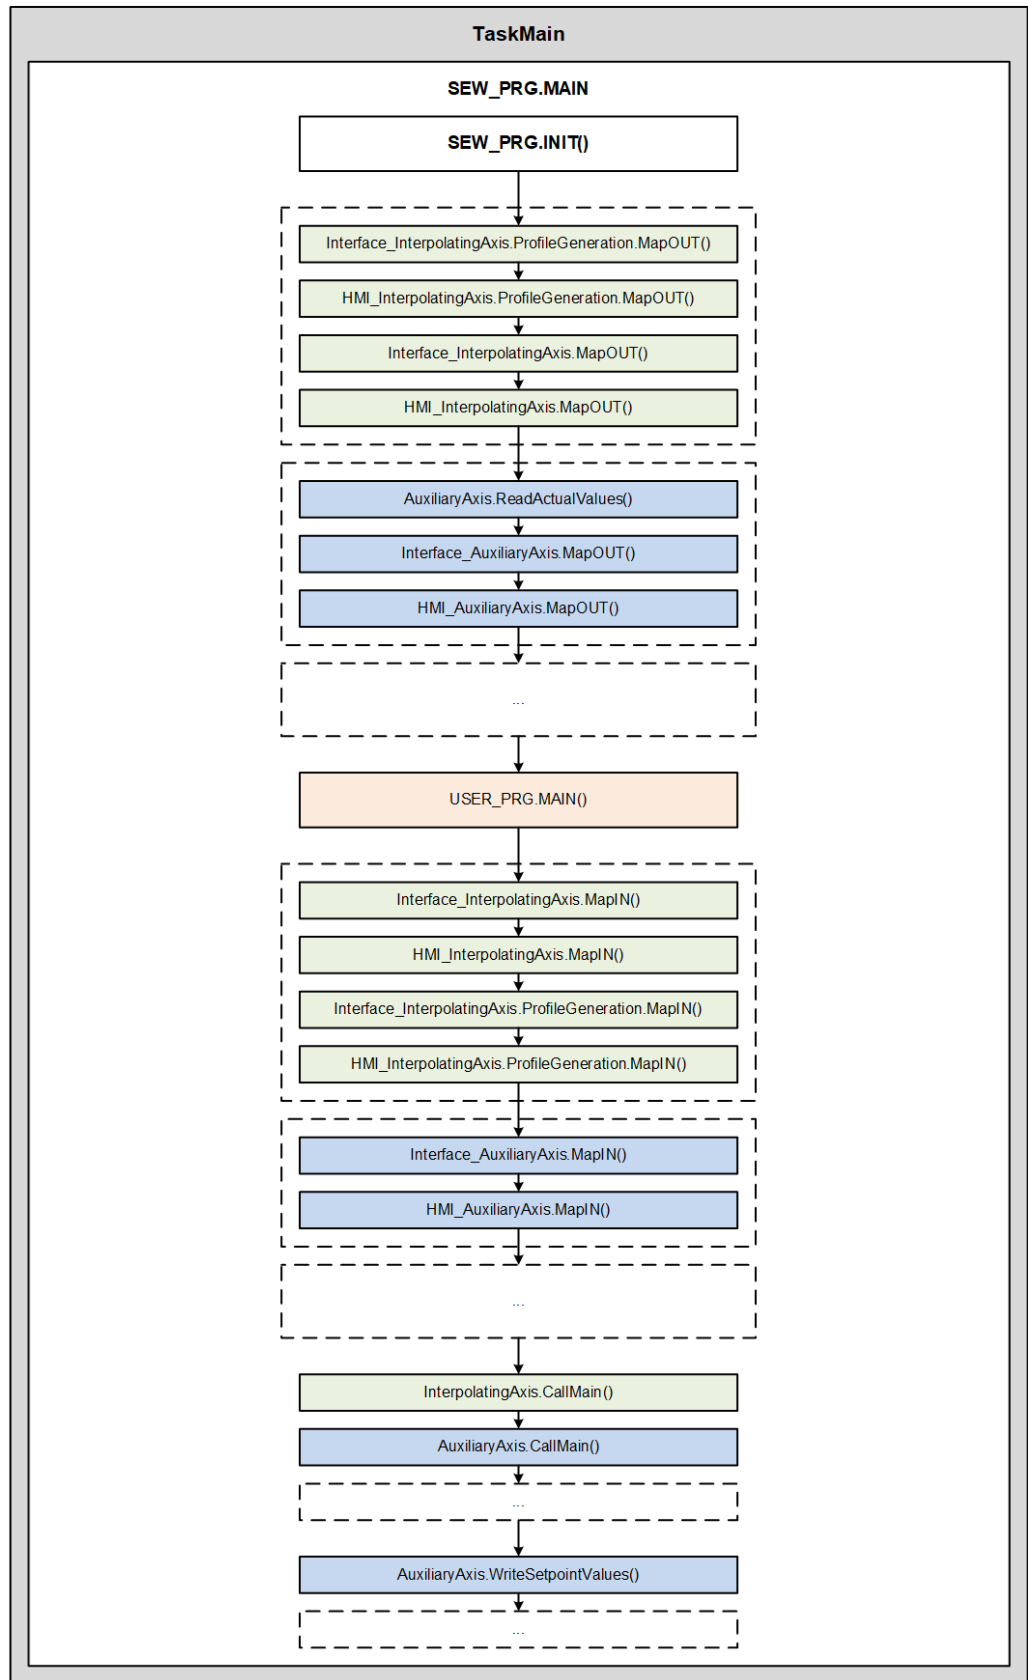 TaskMain
SEW_PRG.MAIN
SEW_PRG.INIT()
Interface_InterpolatingAxis.ProfileGeneration.MapOUT()
HMI_InterpolatingAxis.ProfileGeneration.MapOUT()
Interface_InterpolatingAxis.MapOUT()
HMI_InterpolatingAxis.MapOUT()
AuxiliaryAxis.ReadActualValues()
Interface_AuxiliaryAxis.MapOUT()
HMI_AuxiliaryAxis.MapOUT()
...
USER_PRG.MAIN()
Interface_InterpolatingAxis.MapIN()
HMI_InterpolatingAxis.MapIN()
Interface_InterpolatingAxis.ProfileGeneration.MapIN()
HMI_InterpolatingAxis.ProfileGeneration.MapIN()
Interface_AuxiliaryAxis.MapIN()
HMI_AuxiliaryAxis.MapIN()
...
InterpolatingAxis.CallMain()
AuxiliaryAxis.CallMain()
...
AuxiliaryAxis.WriteSetpointValues()
...